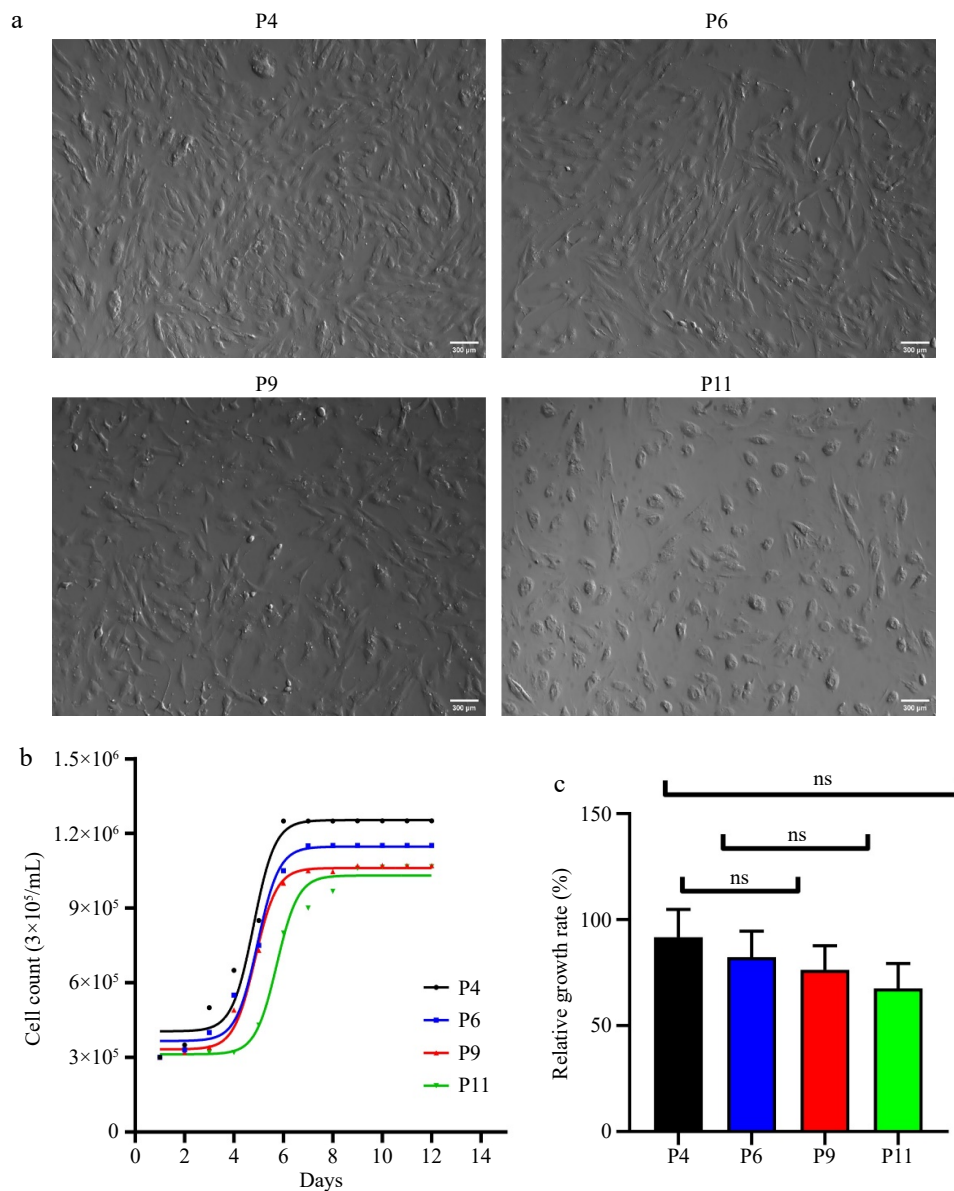 a
P4
P6
300 μm
300 μm
P9
P11
300 μm
300 μm
b
1.5×10⁶
1.2×10⁶
9×10⁵
6×10⁵
3×10⁵
0
Cell count (3×10⁵/mL)
0 2 4 6 8 10 12 14
Days
P4
P6
P9
P11
c
ns
ns
ns
150
100
50
0
Relative growth rate (%)
P4 P6 P9 P11